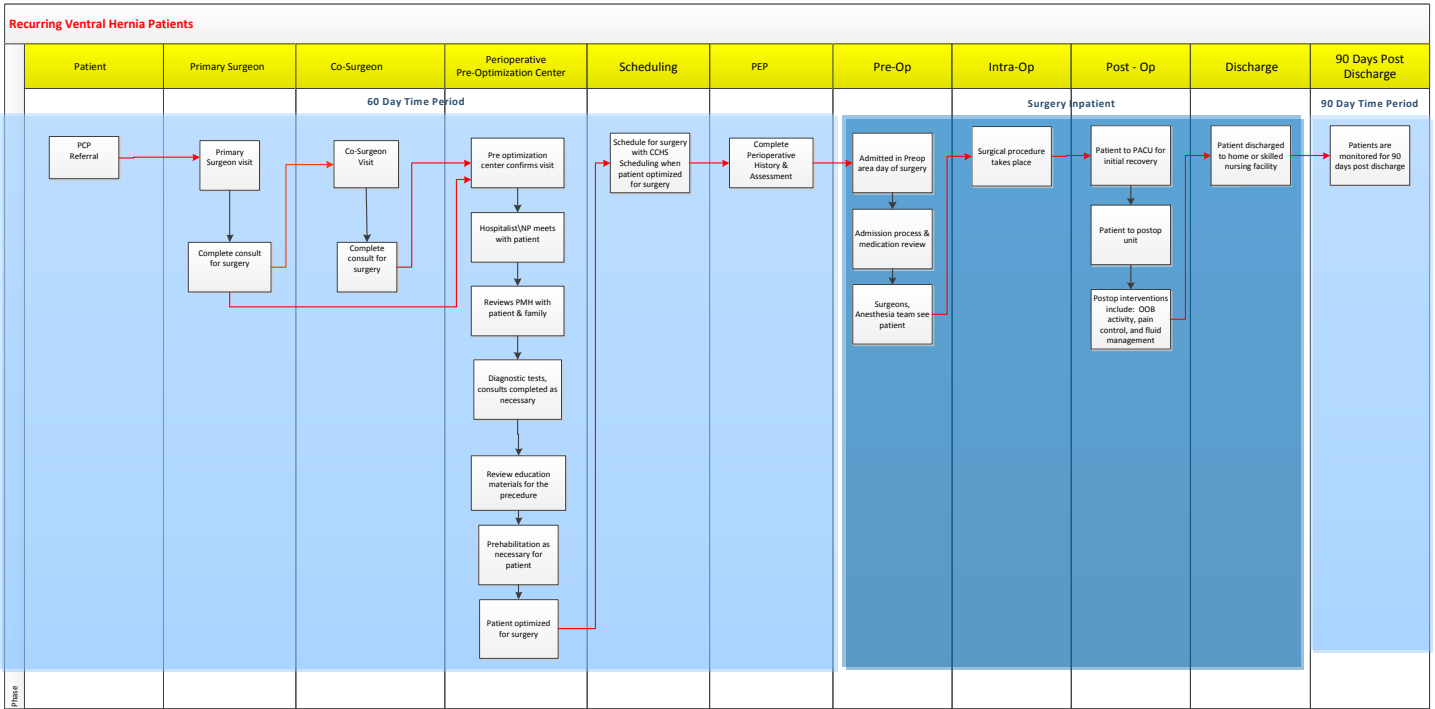 Recurring Ventral Hernia Patients
Patient
Primary Surgeon
Co-Surgeon
Perioperative
Pre-Optimization Center
Scheduling
PEP
Pre-Op
Intra-Op
Post - Op
Discharge
90 Days Post
Discharge
60 Day Time Period
Surgery Inpatient
90 Day Time Period
PCP
Referral
Primary
Surgeon visit
Complete consult
for surgery
Co-Surgeon
Visit
Complete
consult for
surgery
Pre optimization
center confirms visit
Hospitalist\NP meets
with patient
Reviews PMH with
patient & family
Diagnostic tests,
consults completed as
necessary
Review education
materials for the
precedure
Prehabilitation as
necessary for
patient
Patient optimized
for surgery
Schedule for surgery
with CCHS
Scheduling when
patient optimized
for surgery
Complete
Perioperative
History &
Assessment
Admitted in Preop
area day of surgery
Admission process &
medication review
Surgeons,
Anesthesia team see
patient
Surgical procedure
takes place
Patient to PACU for
initial recovery
Patient to postop
unit
Postop interventions
include: OOB
activity, pain
control, and fluid
management
Patient discharged
to home or skilled
nursing facility
Patients are
monitored for 90
days post discharge
Phase